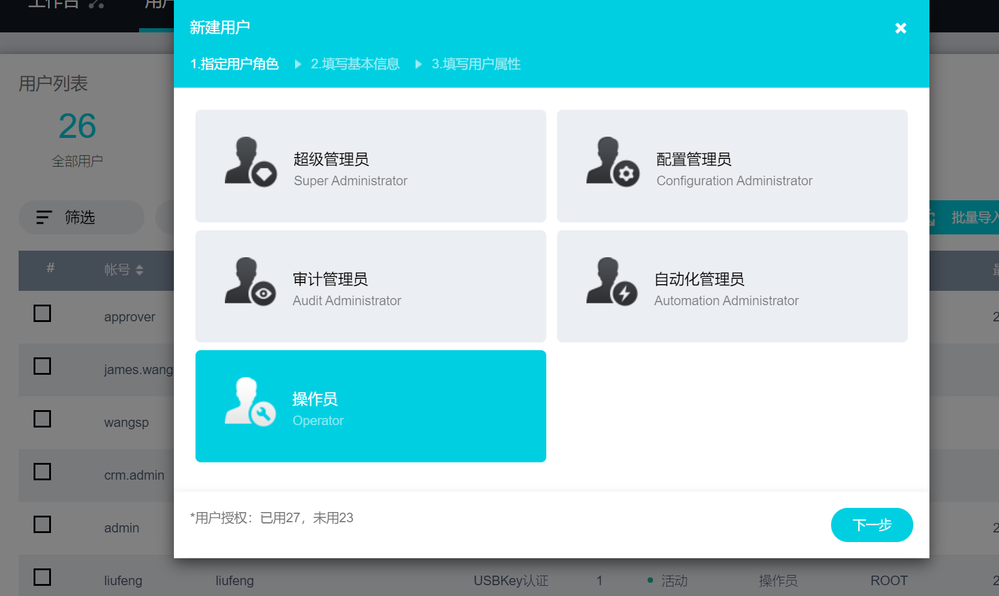 工作台
用户
新建用户
1.指定用户角色
2.填写基本信息
3.填写用户属性
用户列表
26
全部用户
超级管理员
Super Administrator
配置管理员
Configuration Administrator
筛选
批量导入
#
帐号
审计管理员
Audit Administrator
自动化管理员
Automation Administrator
approver
james.wang
操作员
Operator
wangsp
crm.admin
*用户授权：已用27，未用23
下一步
admin
liufeng
liufeng
USBKey认证
1
活动
操作员
ROOT